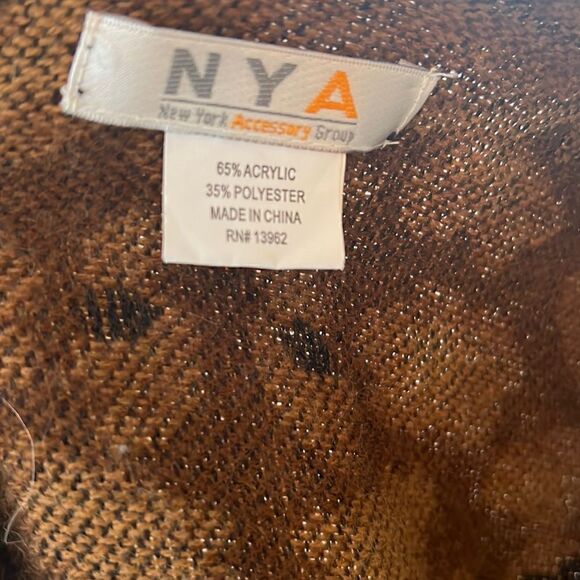 NYA
New York Accessory Group
65% ACRYLIC
35% POLYESTER
MADE IN CHINA
RN# 13962